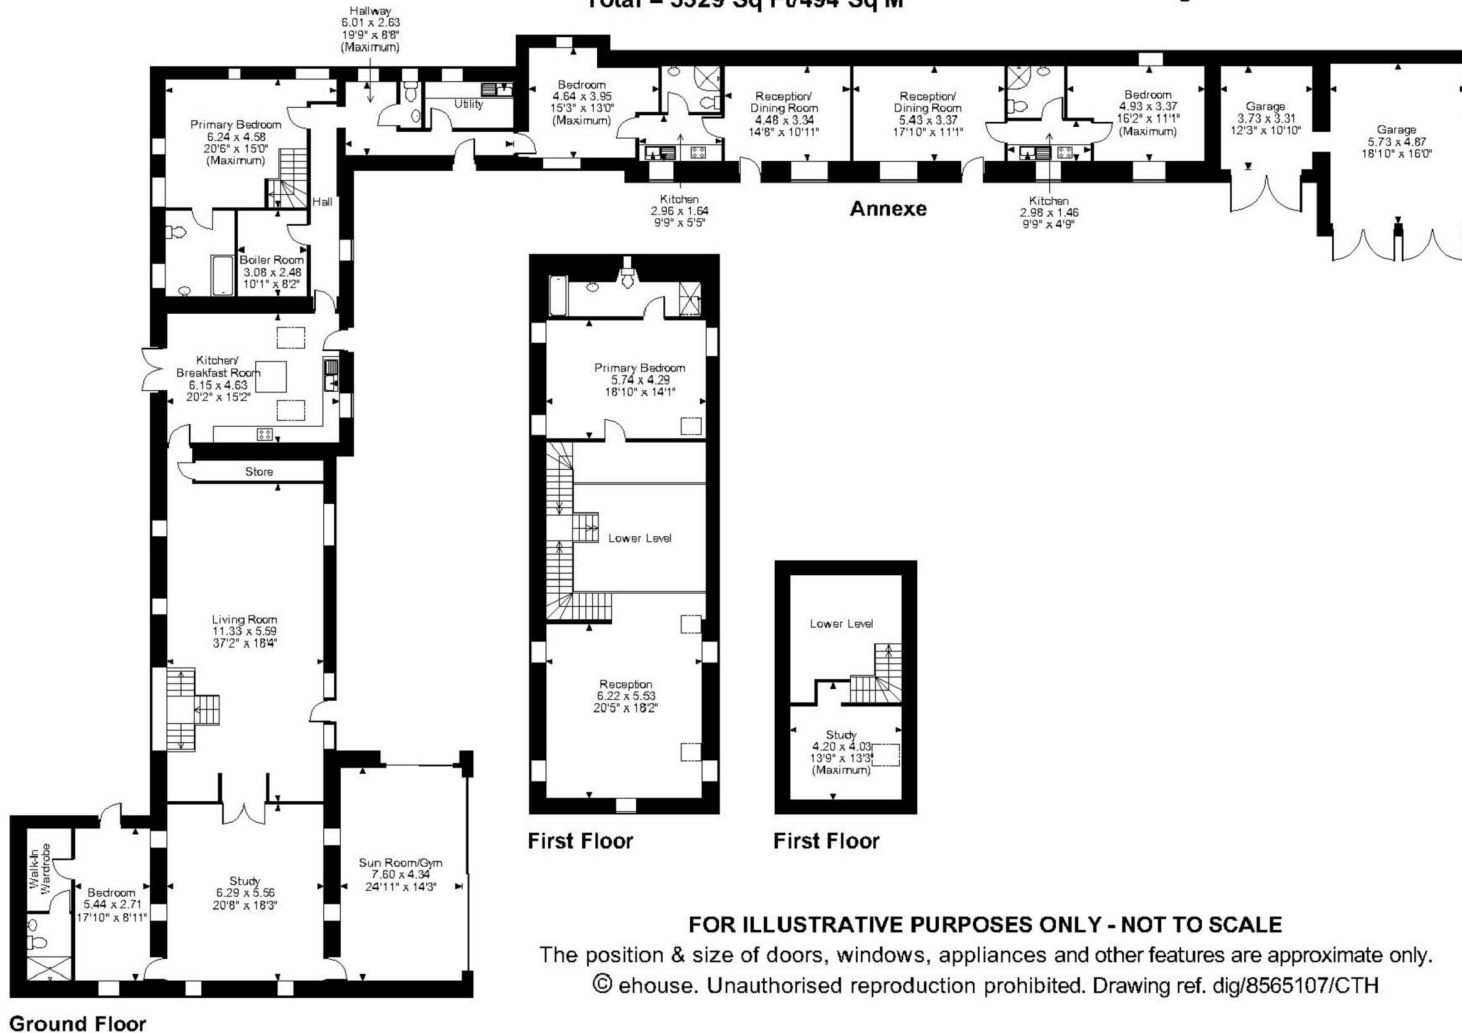 Total = 5329 Sq Ft/494 Sq M
Hallway
6.01 x 2.63
19'9" x 8'8"
(Maximum)
Primary Bedroom
6.24 x 4.58
20'6" x 15'0"
(Maximum)
Utility
Bedroom
4.64 x 3.95
15'3" x 13'0"
(Maximum)
Reception/
Dining Room
4.48 x 3.34
14'8" x 10'11"
Reception/
Dining Room
5.43 x 3.37
17'10" x 11'1"
Bedroom
4.93 x 3.37
16'2" x 11'1"
(Maximum)
Garage
3.73 x 3.31
12'3" x 10'10"
Garage
5.73 x 4.87
18'10" x 16'0"
Hall
Kitchen
2.96 x 1.64
9'9" x 5'5"
Annexe
Kitchen
2.98 x 1.46
9'9" x 4'9"
Boiler Room
3.08 x 2.48
10'1" x 8'2"
Kitchen/
Breakfast Room
6.15 x 4.63
20'2" x 15'2"
Primary Bedroom
5.74 x 4.29
18'10" x 14'1"
Store
Lower Level
Living Room
11.33 x 5.59
37'2" x 18'4"
Lower Level
Reception
6.22 x 5.53
20'5" x 18'2"
Study
4.20 x 4.03
13'9" x 13'3"
(Maximum)
First Floor
First Floor
Walk-In
Wardrobe
Bedroom
5.44 x 2.71
17'10" x 8'11"
Study
6.29 x 5.56
20'8" x 18'3"
Sun Room/Gym
7.60 x 4.34
24'11" x 14'3"
FOR ILLUSTRATIVE PURPOSES ONLY - NOT TO SCALE
The position & size of doors, windows, appliances and other features are approximate only.
© ehouse. Unauthorised reproduction prohibited. Drawing ref. dig/8565107/CTH
Ground Floor